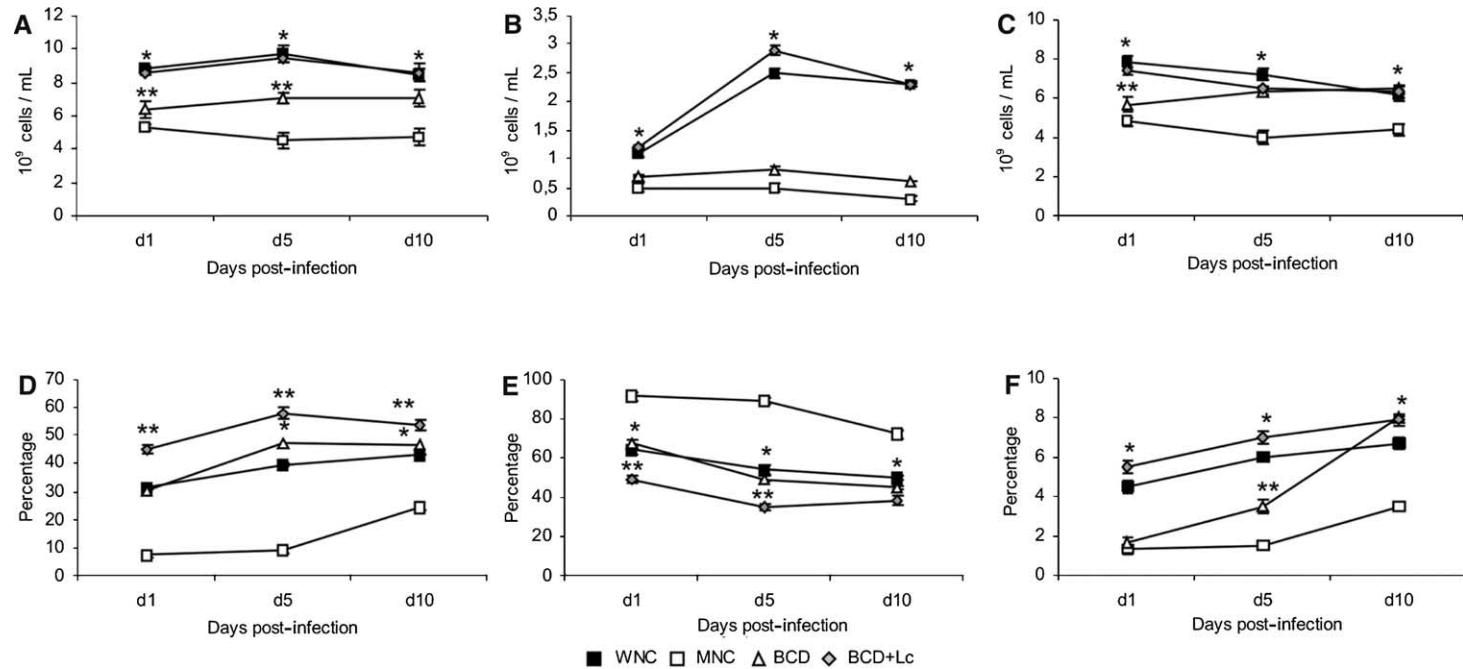 A
10⁹ cells / mL
12
10
8
6
4
2
0
*
*
*
**
**
d1 d5 d10
Days post-infection
B
10⁹ cells / mL
3,5
3
2,5
2
1,5
1
0,5
0
*
*
*
d1 d5 d10
Days post-infection
C
10⁹ cells / mL
10
8
6
4
2
0
*
*
*
**
d1 d5 d10
Days post-infection
D
Percentage
70
60
50
40
30
20
10
0
**
**
**
*
*
d1 d5 d10
Days post-infection
E
Percentage
100
80
60
40
20
0
*
*
*
**
**
d1 d5 d10
Days post-infection
F
Percentage
10
8
6
4
2
0
*
*
*
**
d1 d5 d10
Days post-infection
WNC MNC BCD BCD+Lc